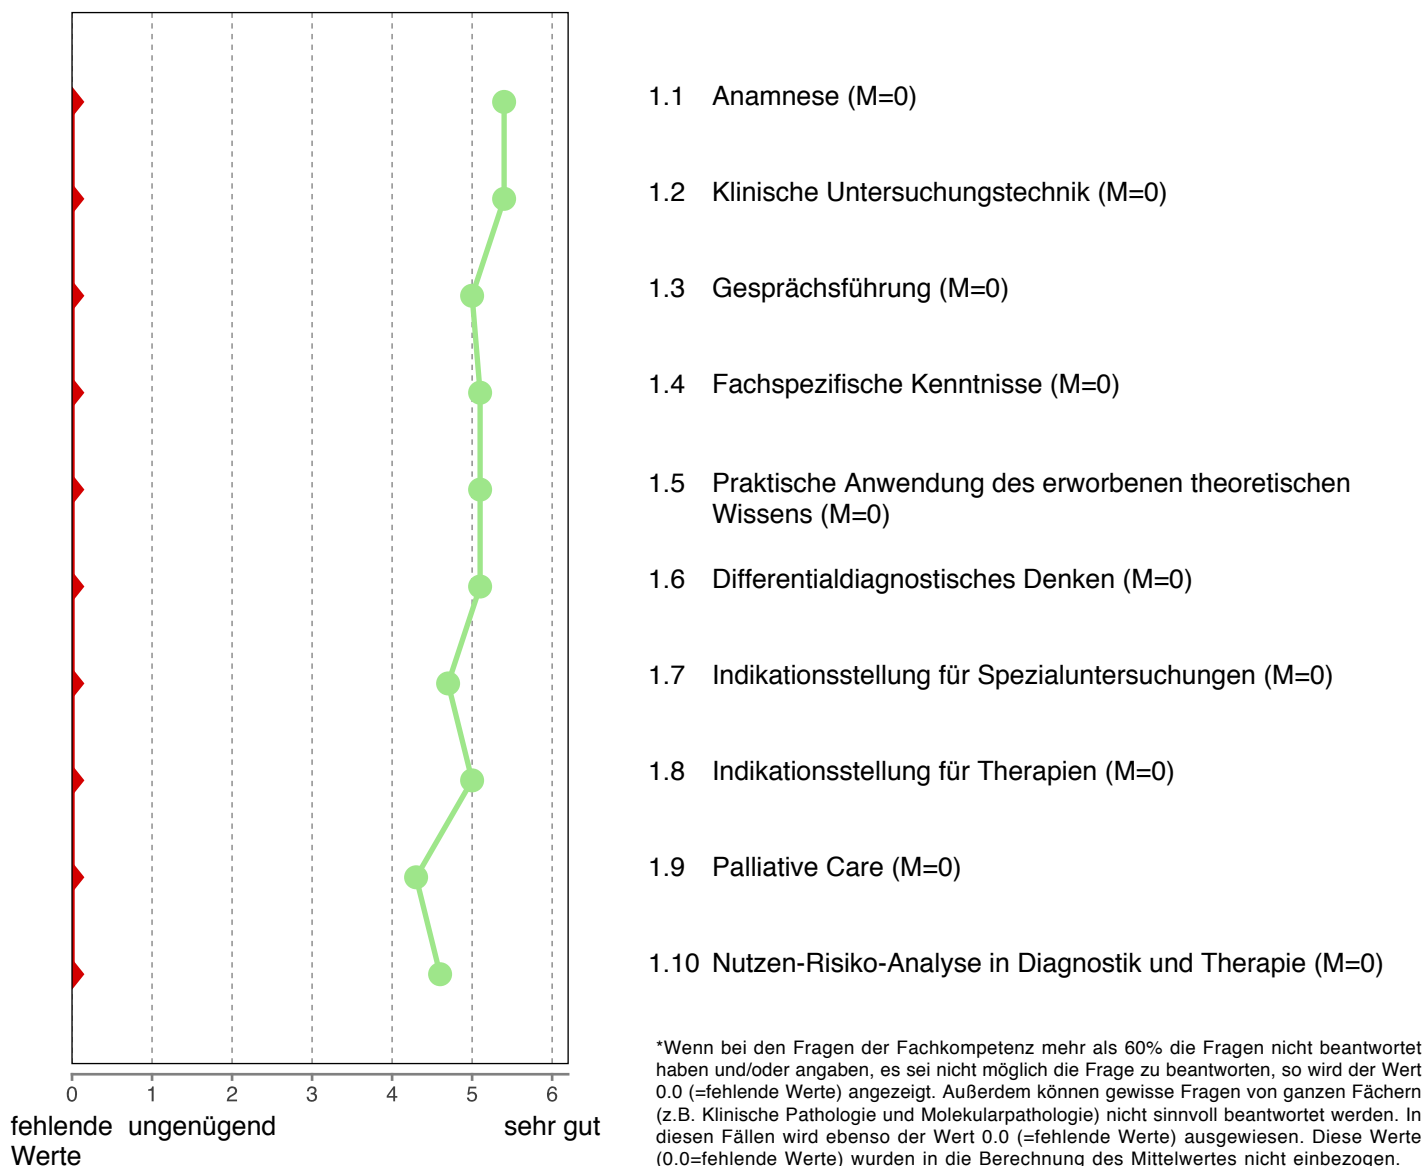 1.1 Anamnese (M=0)
1.2 Klinische Untersuchungstechnik (M=0)
1.3 Gesprächsführung (M=0)
1.4 Fachspezifische Kenntnisse (M=0)
1.5 Praktische Anwendung des erworbenen theoretischen
Wissens (M=0)
1.6 Differentialdiagnostisches Denken (M=0)
1.7 Indikationsstellung für Spezialuntersuchungen (M=0)
1.8 Indikationsstellung für Therapien (M=0)
1.9 Palliative Care (M=0)
1.10 Nutzen-Risiko-Analyse in Diagnostik und Therapie (M=0)
0 1 2 3 4 5 6
fehlende ungenügend sehr gut
Werte
*Wenn bei den Fragen der Fachkompetenz mehr als 60% die Fragen nicht beantwortet
haben und/oder angaben, es sei nicht möglich die Frage zu beantworten, so wird der Wert
0.0 (=fehlende Werte) angezeigt. Außerdem können gewisse Fragen von ganzen Fächern
(z.B. Klinische Pathologie und Molekularpathologie) nicht sinnvoll beantwortet werden. In
diesen Fällen wird ebenso der Wert 0.0 (=fehlende Werte) ausgewiesen. Diese Werte
(0.0=fehlende Werte) wurden in die Berechnung des Mittelwertes nicht einbezogen.